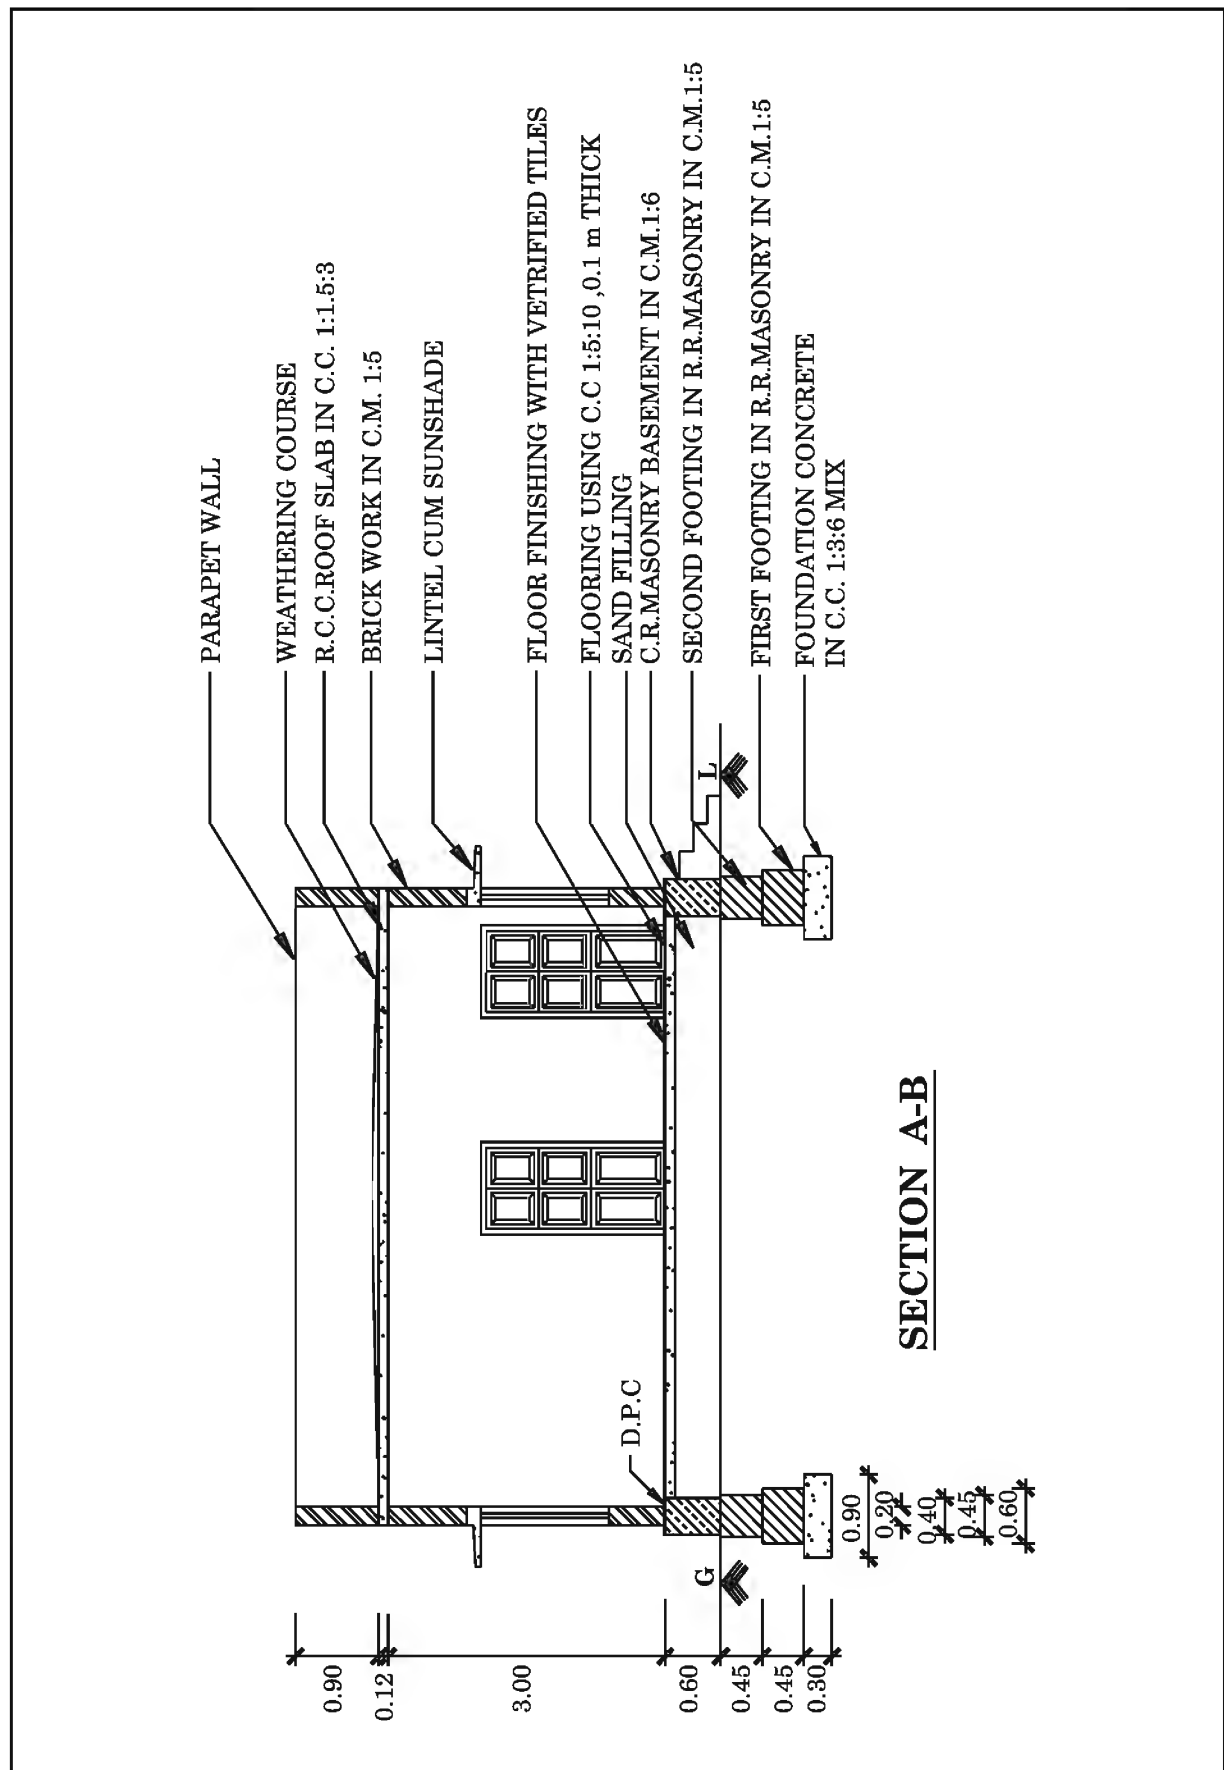 PARAPET WALL
WEATHERING COURSE
R.C.C.ROOF SLAB IN C.C. 1:1.5:3
BRICK WORK IN C.M. 1:5
LINTEL CUM SUNSHADE
FLOOR FINISHING WITH VETRIFIED TILES
FLOORING USING C.C 1:5:10 ,0.1 m THICK
SAND FILLING
C.R.MASONRY BASEMENT IN C.M.1:6
SECOND FOOTING IN R.R.MASONRY IN C.M.1:5
FIRST FOOTING IN R.R.MASONRY IN C.M.1:5
FOUNDATION CONCRETE
IN C.C. 1:3:6 MIX
D.P.C
G
L
0.90
0.12
3.00
0.60
0.45
0.45
0.30
0.90
0.20
0.40
0.45
0.60
SECTION A-B